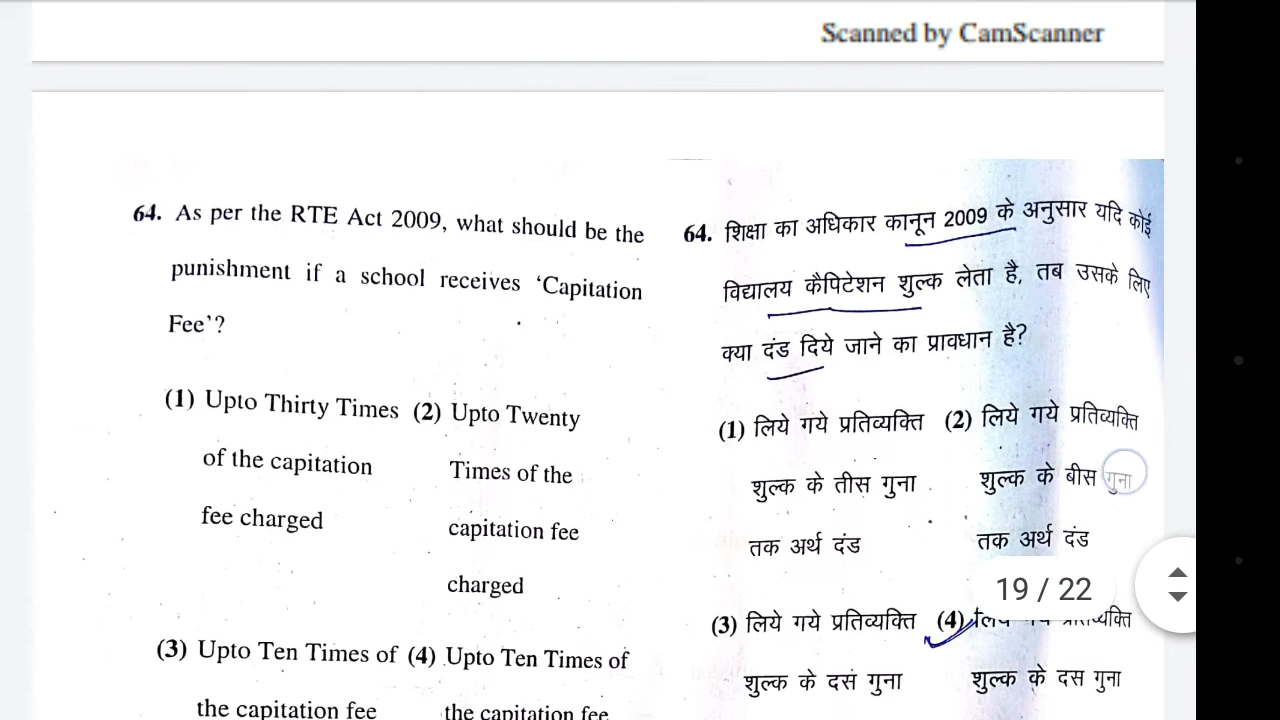 Scanned by CamScanner
64. As per the RTE Act 2009, what should be the
punishment if a school receives ‘Capitation
Fee’?
(1) Upto Thirty Times
of the capitation
fee charged
(2) Upto Twenty
Times of the
capitation fee
charged
(3) Upto Ten Times of
the capitation fee
(4) Upto Ten Times of
the capitation fee
64. शिक्षा का अधिकार कानून 2009 के अनुसार यदि कोई
विद्यालय कैपिटेशन शुल्क लेता है, तब उसके लिए
क्या दंड दिये जाने का प्रावधान है?
(1) लिये गये प्रतिव्यक्ति
शुल्क के तीस गुना
तक अर्थ दंड
(2) लिये गये प्रतिव्यक्ति
शुल्क के बीस गुना
तक अर्थ दंड
(3) लिये गये प्रतिव्यक्ति
शुल्क के दस गुना
(4)
शुल्क के दस गुना
19 / 22